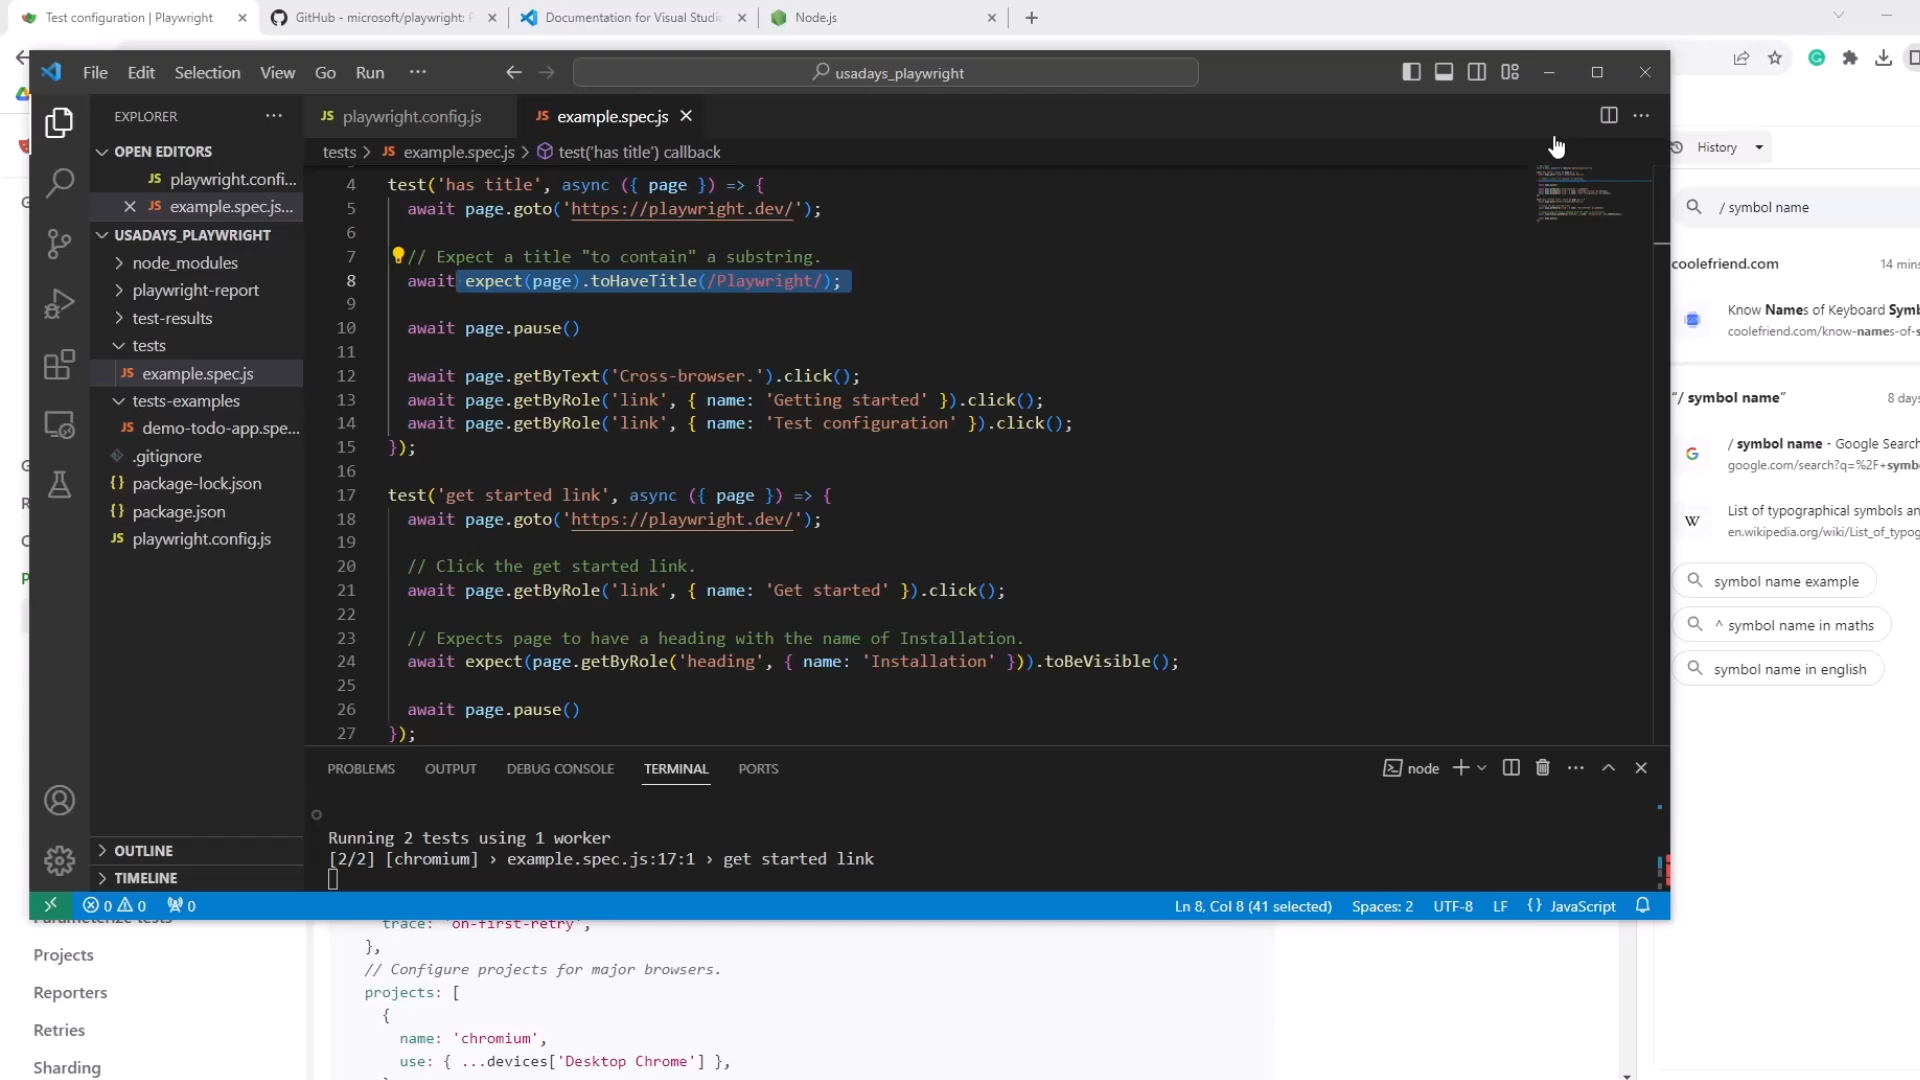 Test configuration | Playwright
GitHub - microsoft/playwright:
Documentation for Visual Studi
Node.js
File Edit Selection View Go Run ···
usadays_playwright
EXPLORER
playwright.config.js
example.spec.js
OPEN EDITORS
tests > JS example.spec.js > test('has title') callback
JS playwright.confi...
JS example.spec.js...
USADAYS_PLAYWRIGHT
node_modules
playwright-report
test-results
tests
JS example.spec.js
tests-examples
JS demo-todo-app.spe...
.gitignore
{} package-lock.json
{} package.json
JS playwright.config.js
OUTLINE
TIMELINE
4 test('has title', async ({ page }) => {
5 await page.goto('https://playwright.dev/');
6
7 // Expect a title "to contain" a substring.
8 await expect(page).toHaveTitle(/Playwright/);
9
10 await page.pause()
11
12 await page.getByText('Cross-browser.').click();
13 await page.getByRole('link', { name: 'Getting started' }).click();
14 await page.getByRole('link', { name: 'Test configuration' }).click();
15 });
16
17 test('get started link', async ({ page }) => {
18 await page.goto('https://playwright.dev/');
19
20 // Click the get started link.
21 await page.getByRole('link', { name: 'Get started' }).click();
22
23 // Expects page to have a heading with the name of Installation.
24 await expect(page.getByRole('heading', { name: 'Installation' })).toBeVisible();
25
26 await page.pause()
27 });
PROBLEMS OUTPUT DEBUG CONSOLE TERMINAL PORTS
node
Running 2 tests using 1 worker
[2/2] [chromium] › example.spec.js:17:1 › get started link
0 0 0
Ln 8, Col 8 (41 selected) Spaces: 2 UTF-8 LF {} JavaScript
History
/ symbol name
coolefriend.com 14 mins
Know Names of Keyboard Symb
coolefriend.com/know-names-of-s
"/ symbol name" 8 days
/ symbol name - Google Search
google.com/search?q=%2F+symbo
List of typographical symbols an
en.wikipedia.org/wiki/List_of_typog
symbol name example
^ symbol name in maths
symbol name in english
Parameterize tests
Projects
Reporters
Retries
Sharding
trace: 'on-first-retry',
},
// Configure projects for major browsers.
projects: [
{
name: 'chromium',
use: { ...devices['Desktop Chrome'] },